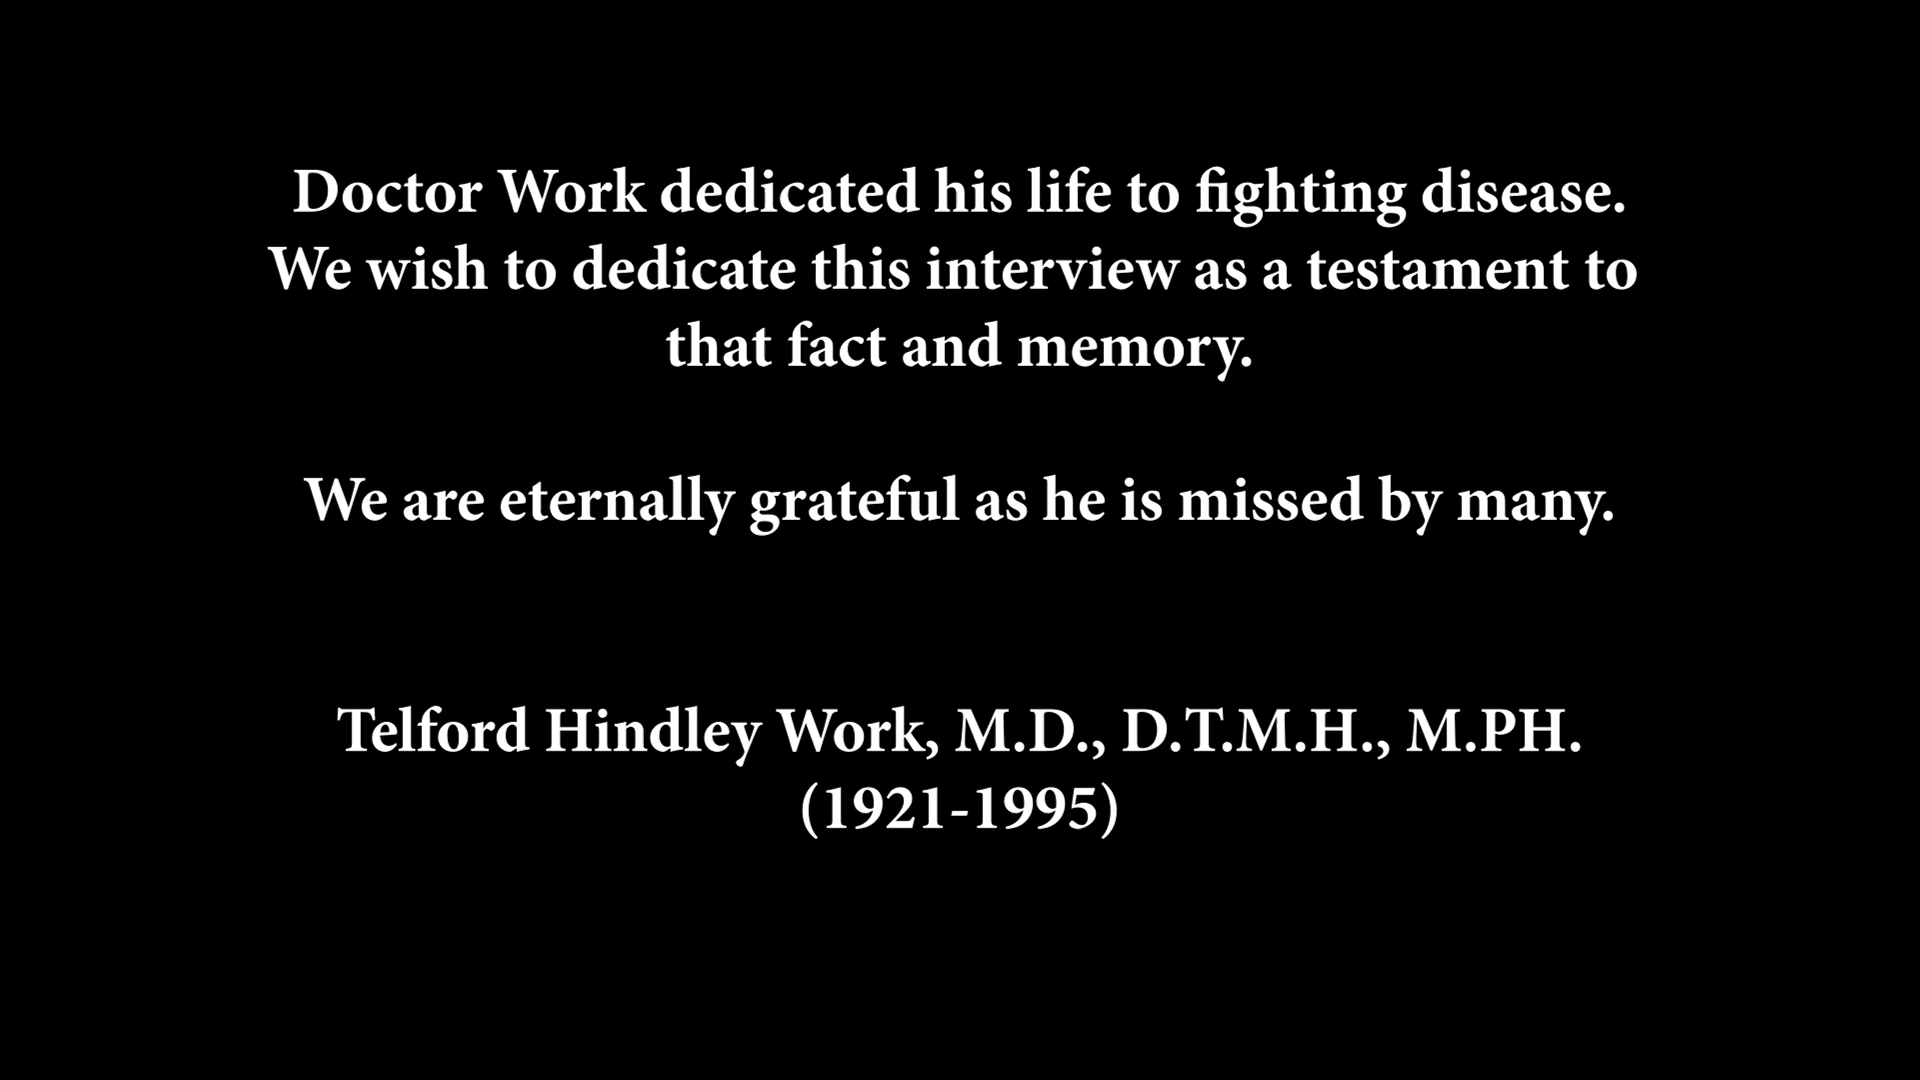 Doctor Work dedicated his life to fighting disease.
We wish to dedicate this interview as a testament to
that fact and memory.
We are eternally grateful as he is missed by many.
Telford Hindley Work, M.D., D.T.M.H., M.PH.
(1921-1995)